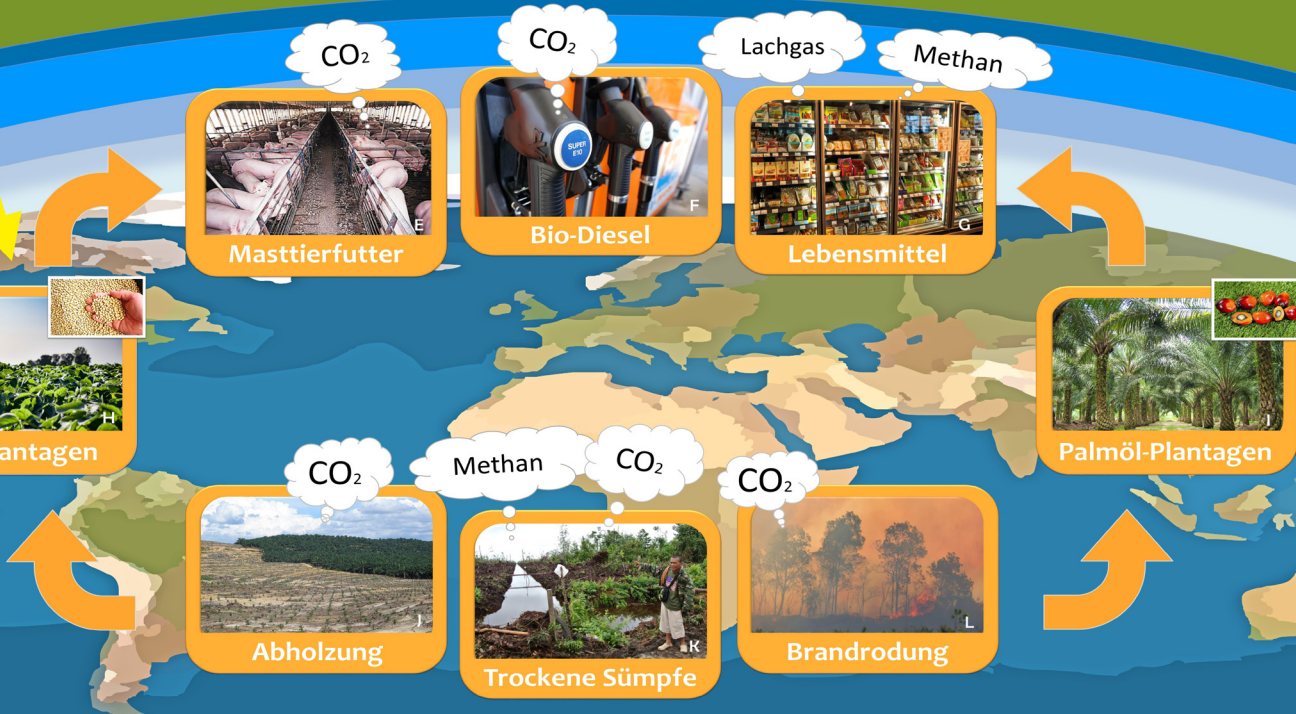 CO₂
CO₂
Lachgas
Methan
SUPER
E10
E
F
G
Masttierfutter
Bio-Diesel
Lebensmittel
H
I
antagen
Palmöl-Plantagen
CO₂
Methan
CO₂
CO₂
J
K
L
Abholzung
Trockene Sümpfe
Brandrodung